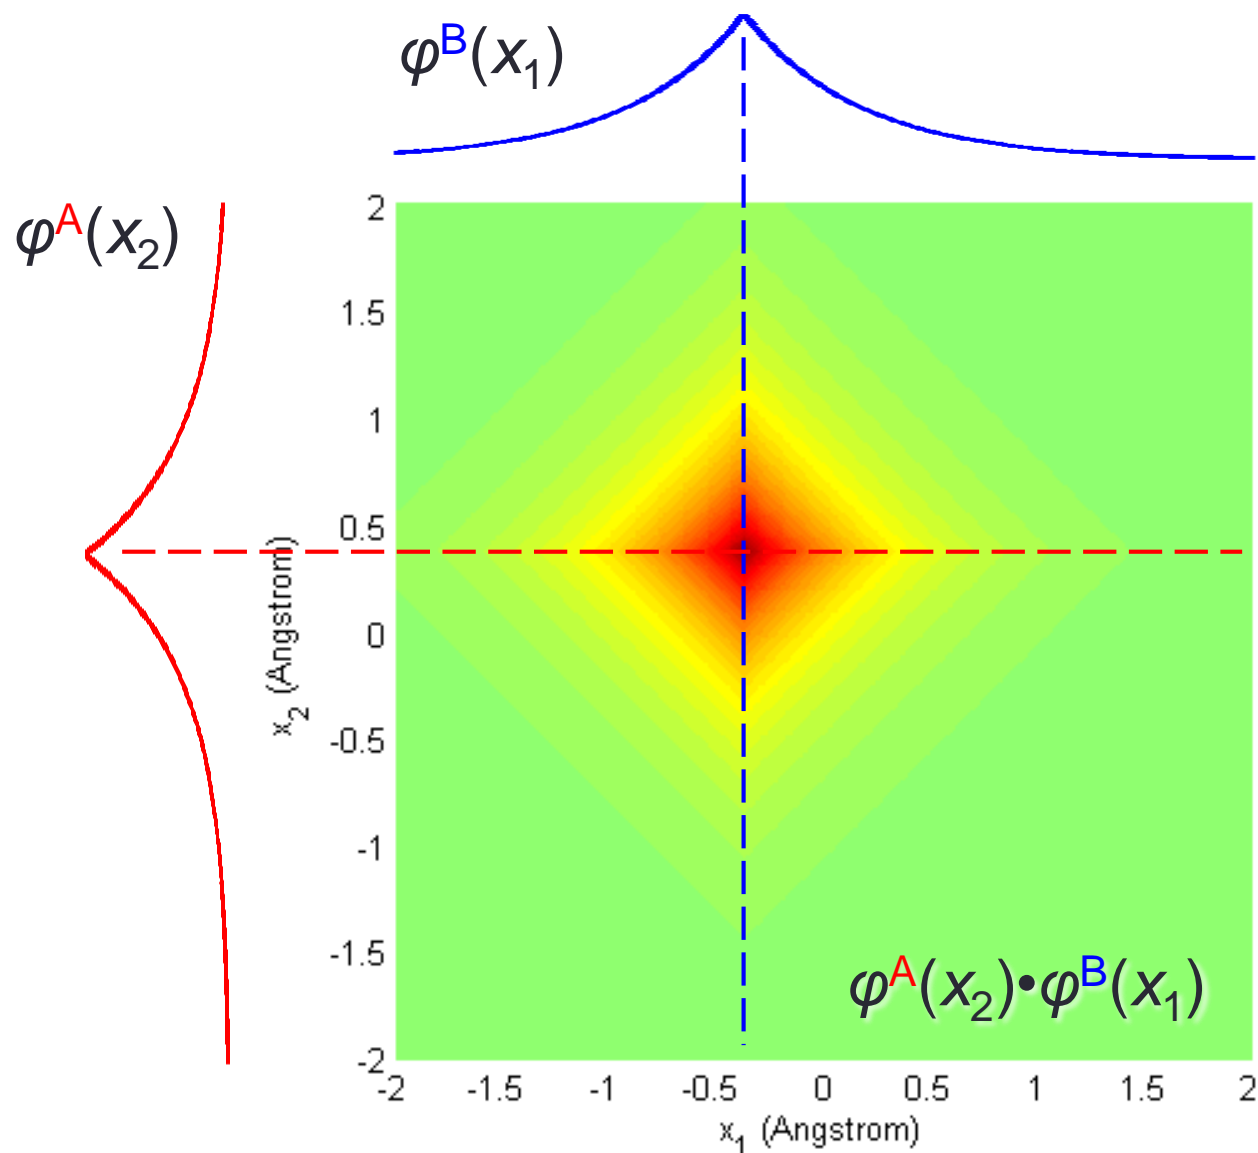 φᴮ(x₁)
φᴬ(x₂)
2
1.5
1
0.5
0
-0.5
-1
-1.5
-2
x₂ (Angstrom)
φᴬ(x₂)•φᴮ(x₁)
-2 -1.5 -1 -0.5 0 0.5 1 1.5 2
x₁ (Angstrom)